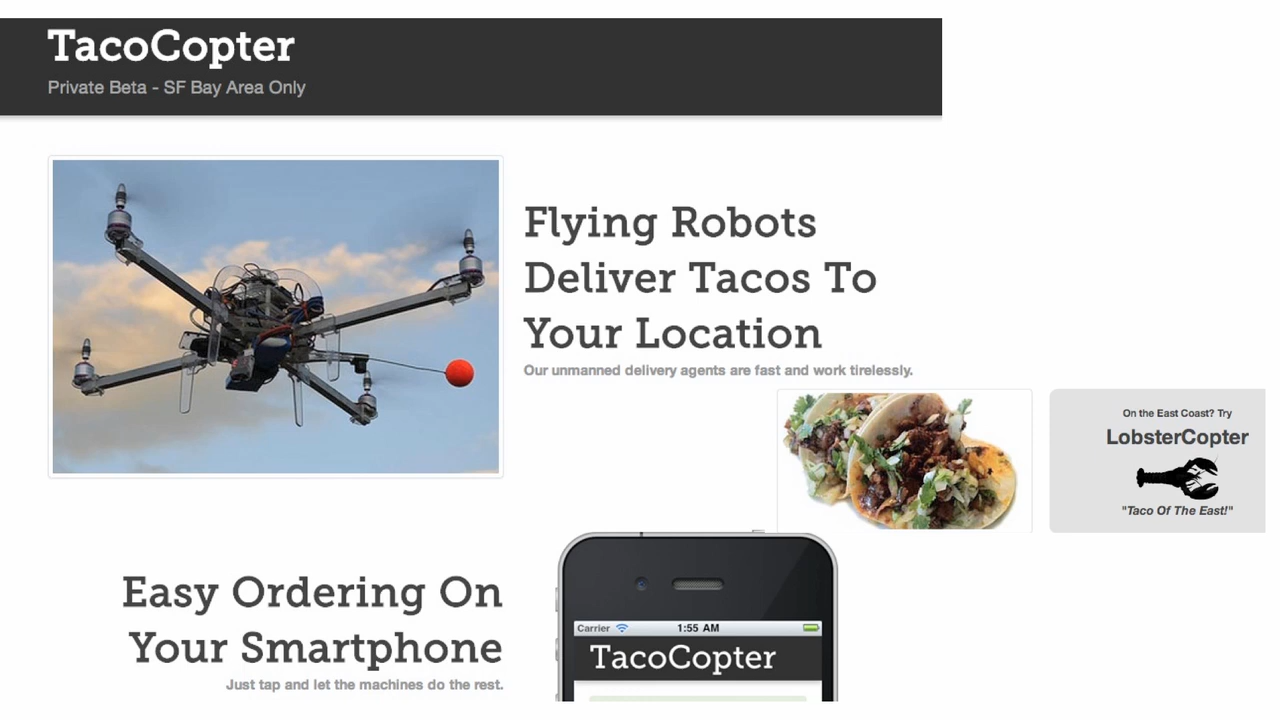 TacoCopter
Private Beta - SF Bay Area Only
Flying Robots
Deliver Tacos To
Your Location
Our unmanned delivery agents are fast and work tirelessly.
On the East Coast? Try
LobsterCopter
"Taco Of The East!"
Easy Ordering On
Your Smartphone
Just tap and let the machines do the rest.
Carrier 1:55 AM
TacoCopter